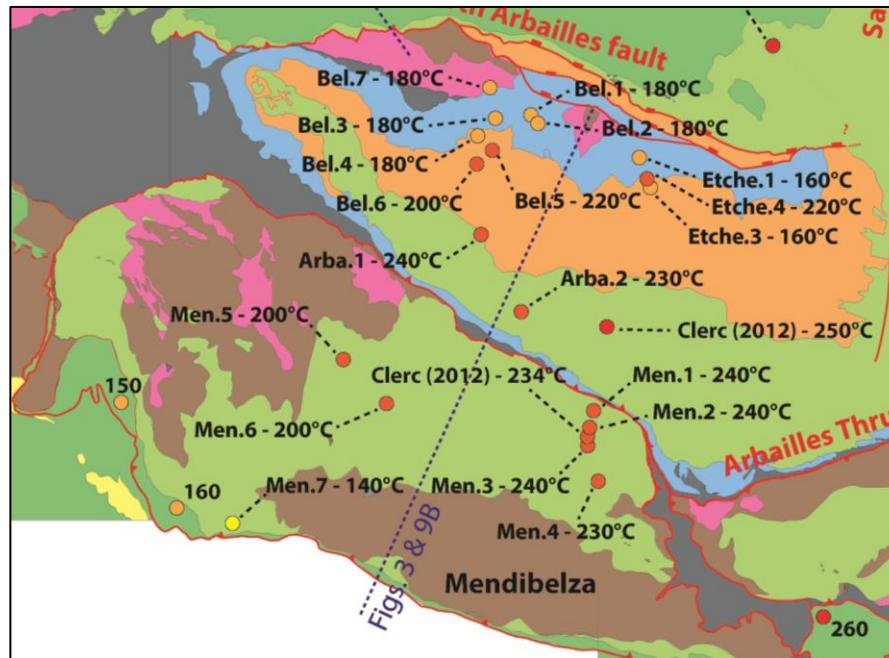 th Arbailles fault
Sa
Bel.7 - 180°C
Bel.1 - 180°C
Bel.3 - 180°C
Bel.2 - 180°C
?
Bel.4 - 180°C
Etche.1 - 160°C
Bel.6 - 200°C
Bel.5 - 220°C
Etche.4 - 220°C
Etche.3 - 160°C
Arba.1 - 240°C
Arba.2 - 230°C
Men.5 - 200°C
Clerc (2012) - 250°C
Clerc (2012) - 234°C
Men.1 - 240°C
150
Men.2 - 240°C
Men.6 - 200°C
Arbailles Thru
160
Men.7 - 140°C
Men.3 - 240°C
Men.4 - 230°C
Figs. 3 & 9B
Mendibelza
260